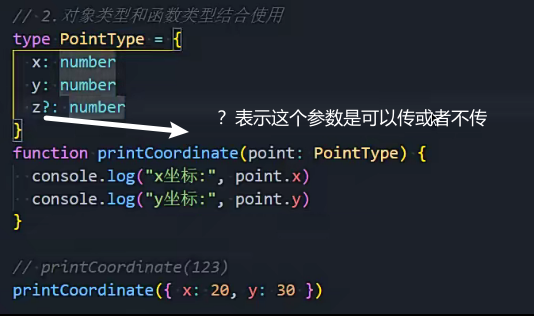 // 2.对象类型和函数类型结合使用
type PointType = {
x: number
y: number
z?: number
? 表示这个参数是可以传或者不传
}
function printCoordinate(point: PointType) {
console.log("x坐标:", point.x)
console.log("y坐标:", point.y)
}
// printCoordinate(123)
printCoordinate({ x: 20, y: 30 })